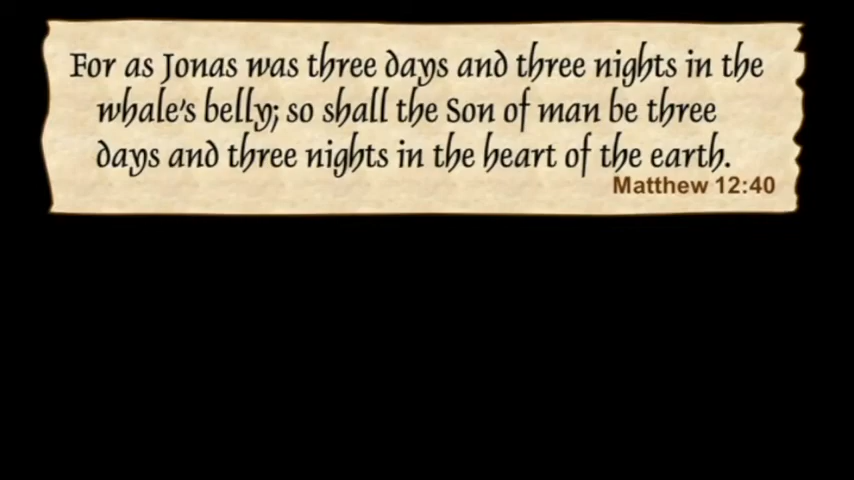 For as Jonas was three days and three nights in the
whale's belly; so shall the Son of man be three
days and three nights in the heart of the earth.
Matthew 12:40